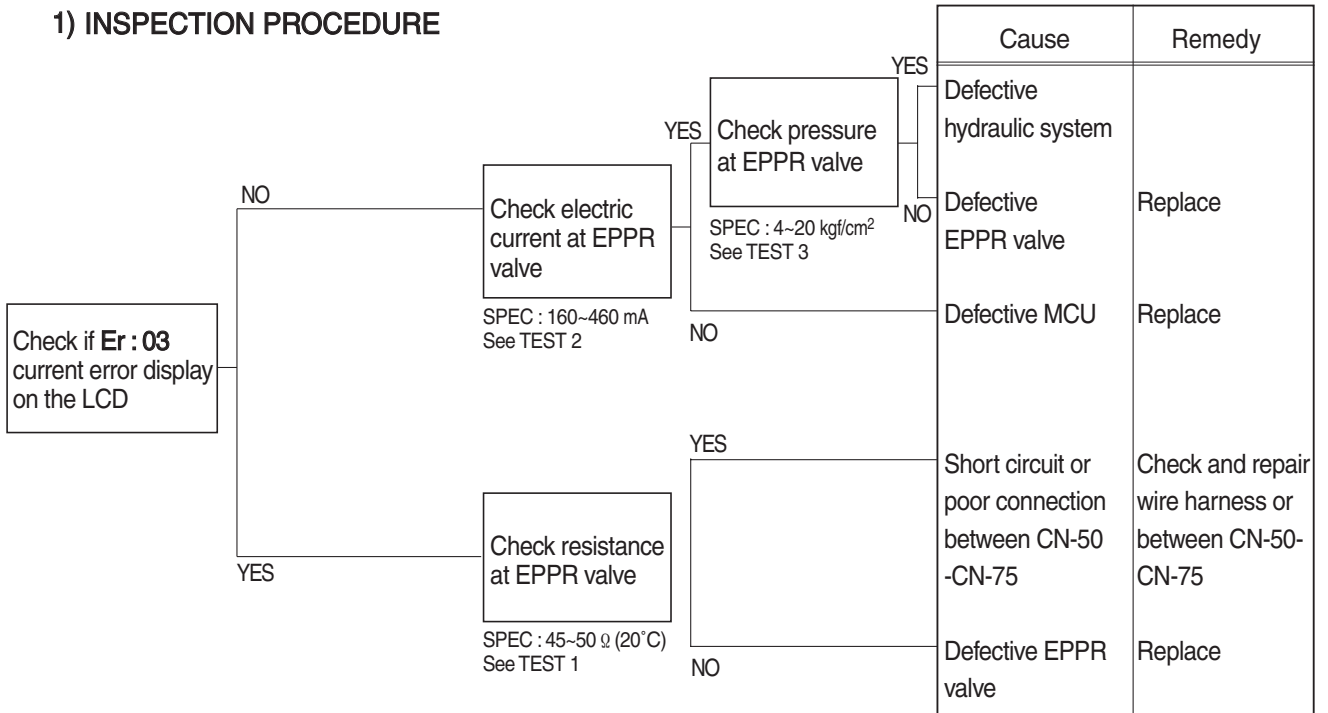 1) INSPECTION PROCEDURE
Cause
Remedy
YES
Defective
hydraulic system
YES
Check pressure
at EPPR valve
NO
Check electric
current at EPPR
valve
NO
Defective
EPPR valve
Replace
SPEC : 4~20 kgf/cm²
See TEST 3
SPEC : 160~460 mA
See TEST 2
NO
Defective MCU
Replace
Check if Er : 03
current error display
on the LCD
YES
Short circuit or
poor connection
between CN-50
-CN-75
Check and repair
wire harness or
between CN-50-
CN-75
YES
Check resistance
at EPPR valve
SPEC : 45~50 Ω (20°C)
See TEST 1
NO
Defective EPPR
valve
Replace